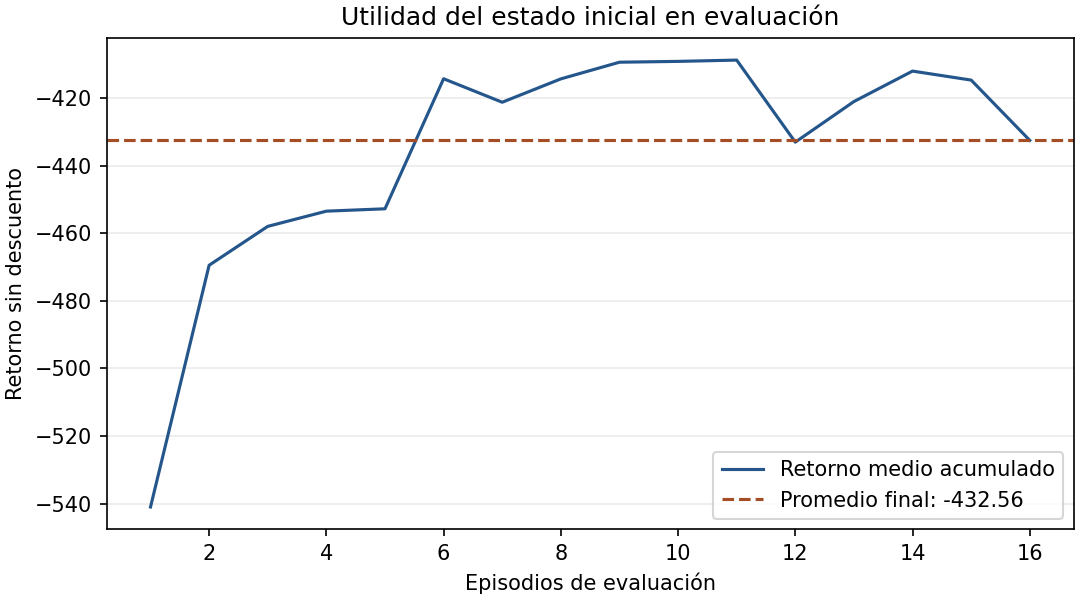 Utilidad del estado inicial en evaluación
Retorno sin descuento
−420
−440
−460
−480
−500
−520
−540
Retorno medio acumulado
Promedio final: -432.56
2 4 6 8 10 12 14 16
Episodios de evaluación